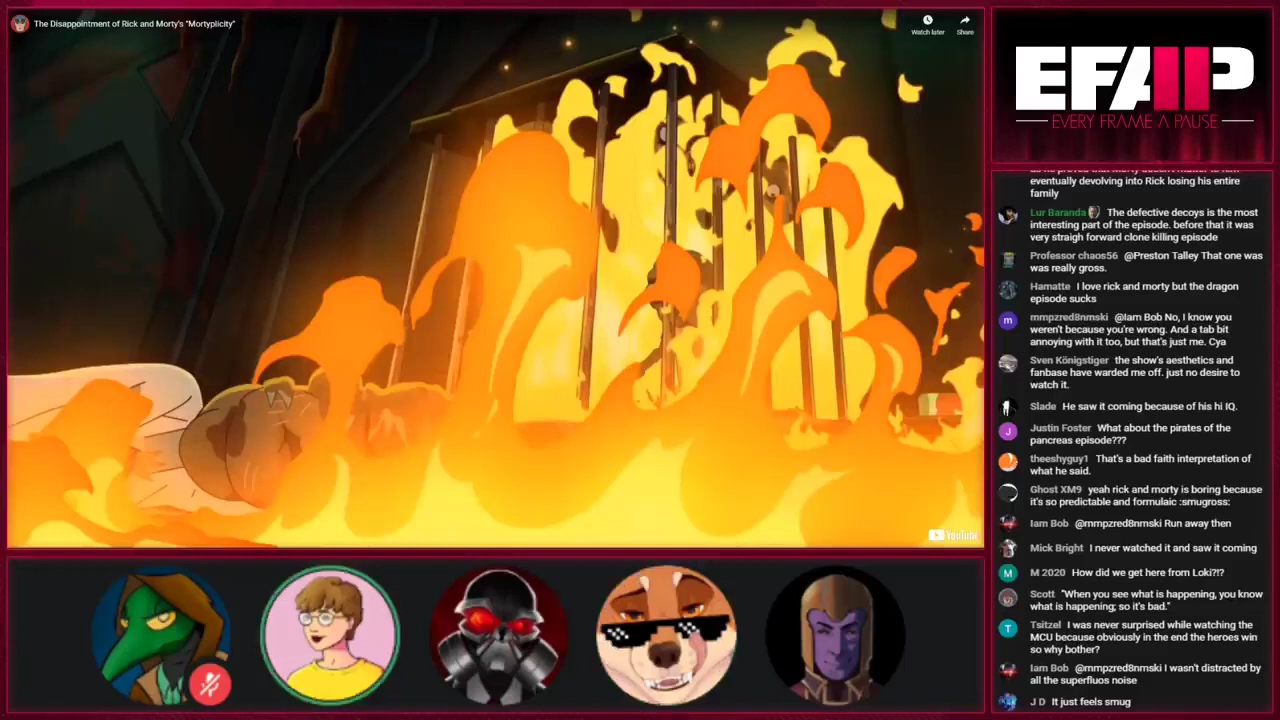 The Disappointment of Rick and Morty's "Mortyplicity"
Watch later
Share
YouTube
EFAP
EVERY FRAME A PAUSE
eventually devolving into Rick losing his entire
family
Lur Baranda The defective decoys is the most
interesting part of the episode. before that it was
very straigh forward clone killing episode
Professor chaos56 @Preston Talley That one was
was really gross.
Hamatte I love rick and morty but the dragon
episode sucks
mmpzred8nmski @Iam Bob No, I know you
weren't because you're wrong. And a tab bit
annoying with it too, but that's just me. Cya
Sven Königstiger the show's aesthetics and
fanbase have warded me off. just no desire to
watch it.
Slade He saw it coming because of his hi IQ.
Justin Foster What about the pirates of the
pancreas episode???
theeshyguy1 That's a bad faith interpretation of
what he said.
Ghost XM9 yeah rick and morty is boring because
it's so predictable and formulaic :smugross:
Iam Bob @mmpzred8nmski Run away then
Mick Bright I never watched it and saw it coming
M 2020 How did we get here from Loki?!?
Scott "When you see what is happening, you know
what is happening; so it's bad."
Tsitzel I was never surprised while watching the
MCU because obviously in the end the heroes win
so why bother?
Iam Bob @mmpzred8nmski I wasn't distracted by
all the superfluos noise
J D It just feels smug